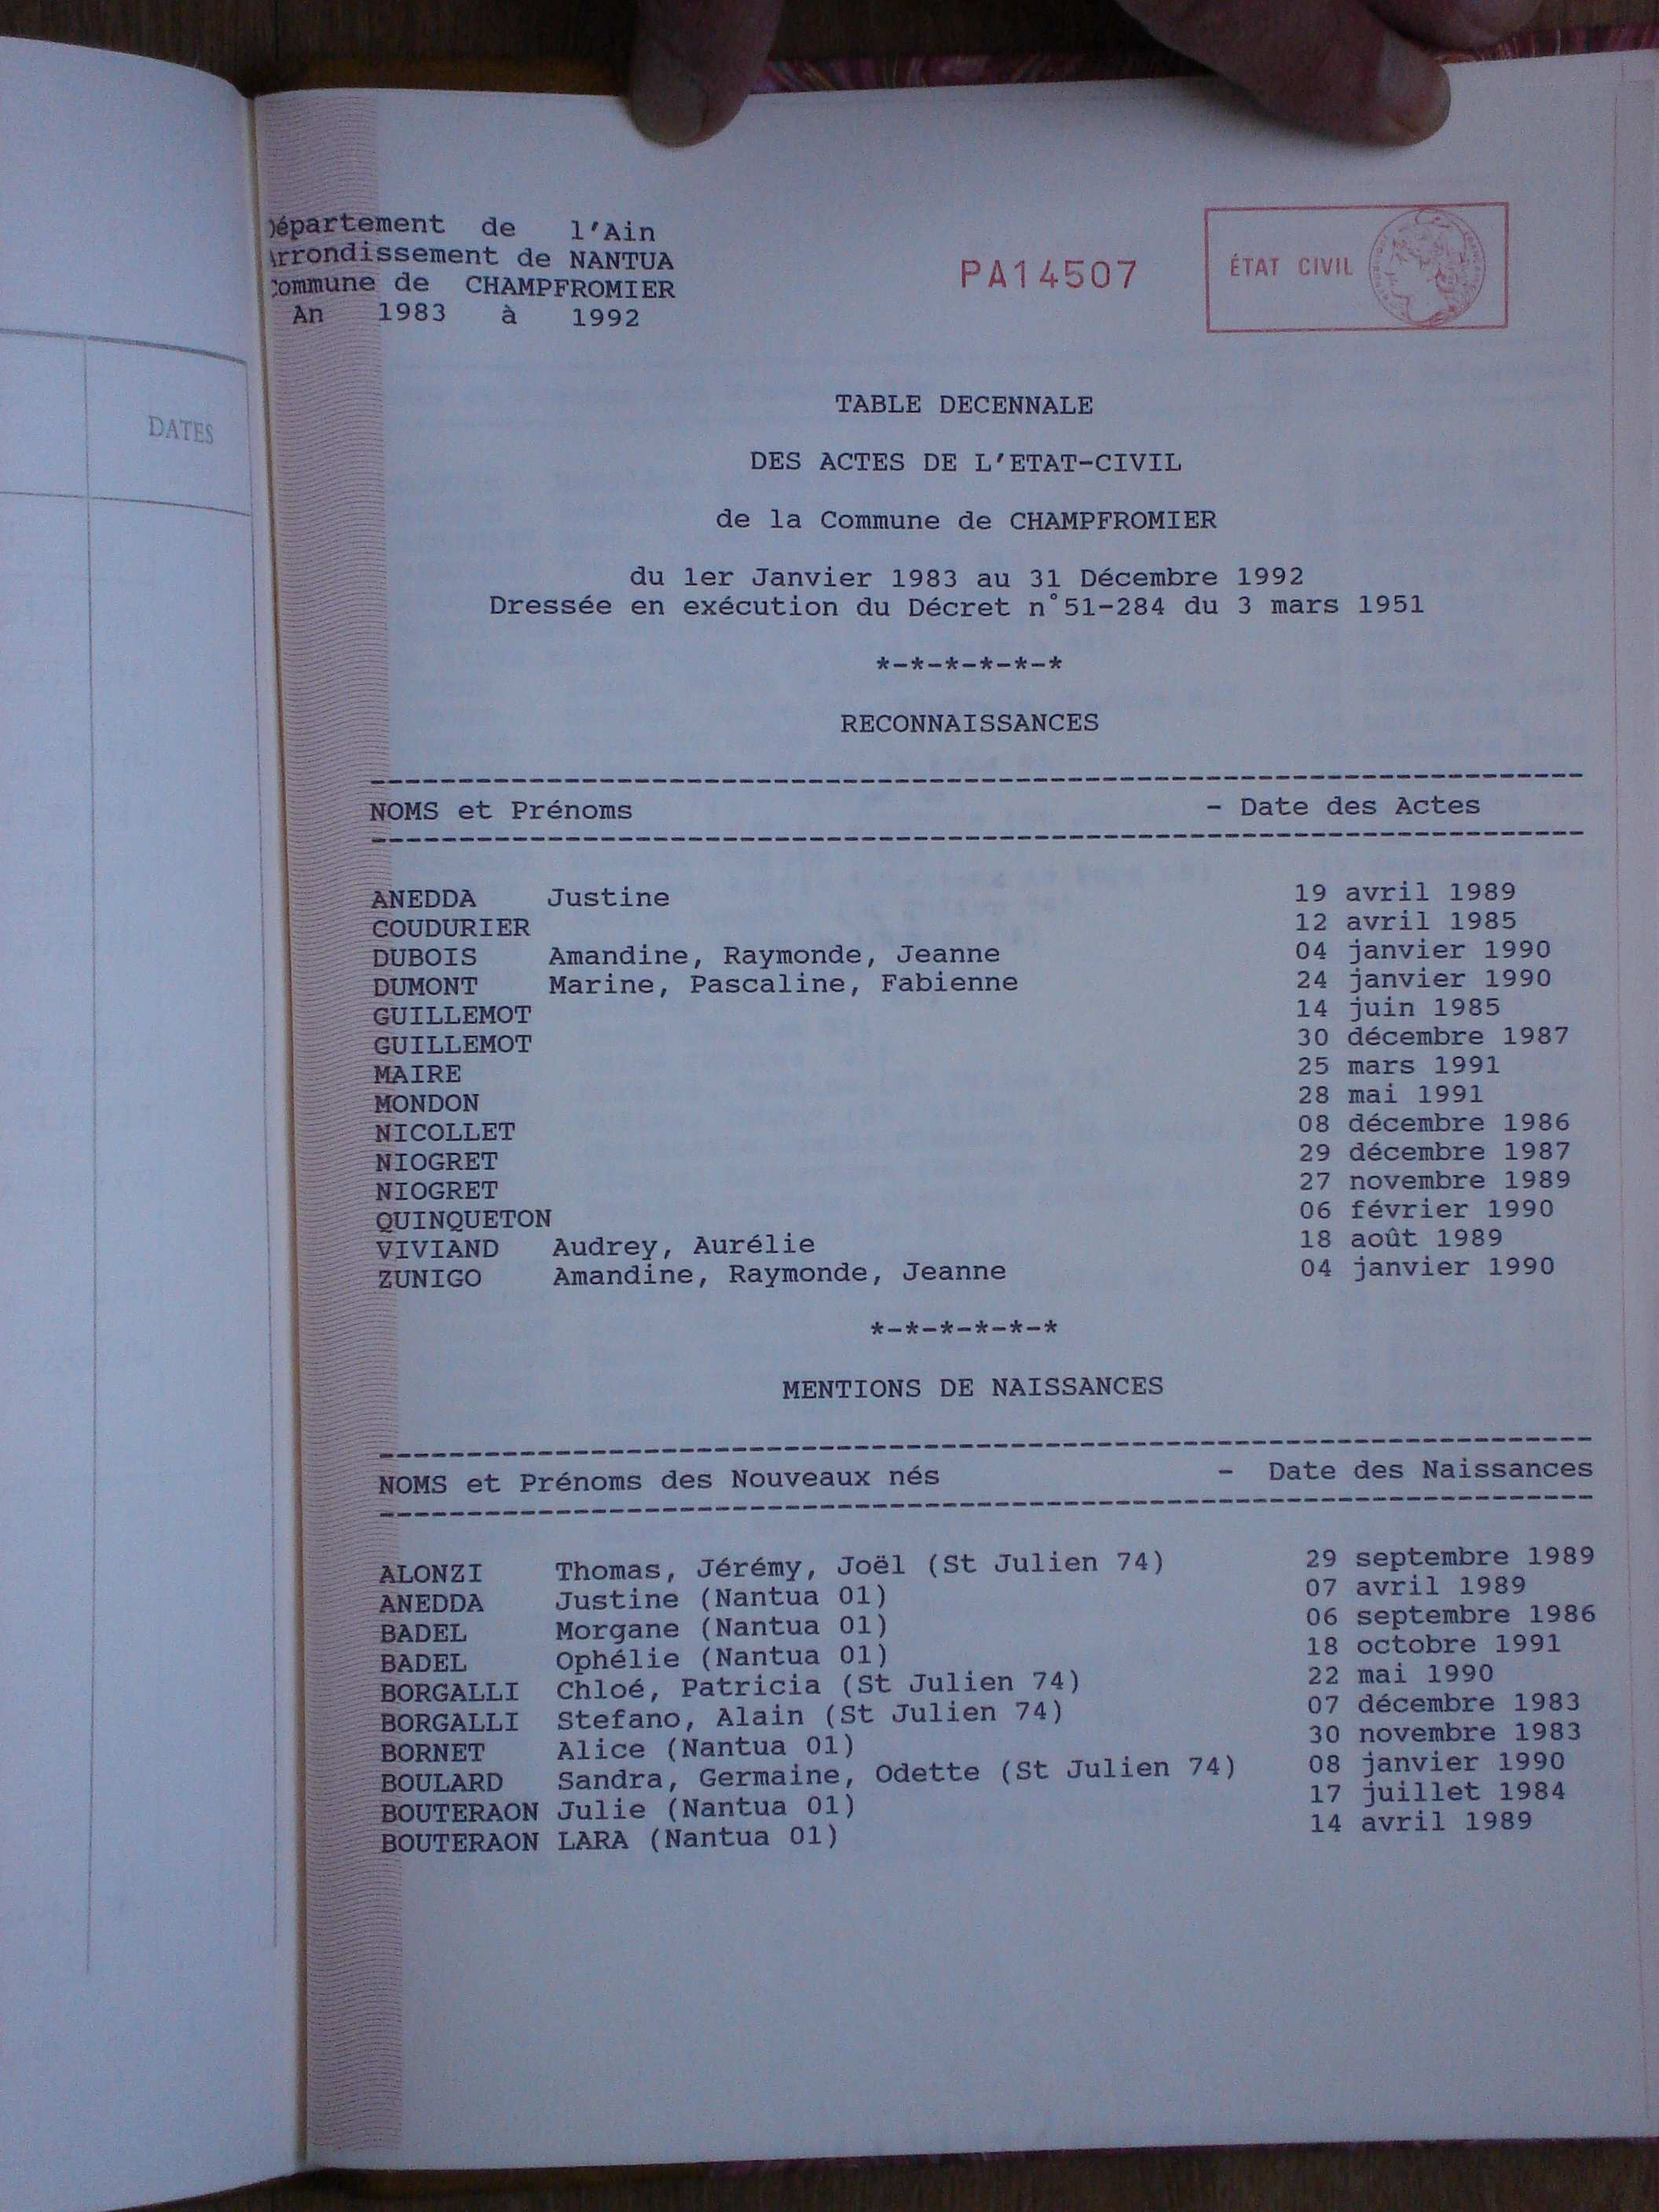 DATES
Département de l'Ain
Arrondissement de NANTUA
Commune de CHAMPFROMIER
An 1983 à 1992
PA14507
ÉTAT CIVIL
TABLE DECENNALE
DES ACTES DE L'ETAT-CIVIL
de la Commune de CHAMPFROMIER
du 1er Janvier 1983 au 31 Décembre 1992
Dressée en exécution du Décret n°51-284 du 3 mars 1951
*-*-*-*-*-*-*
RECONNAISSANCES
NOMS et Prénoms - Date des Actes
ANEDDA Justine 19 avril 1989
COUDURIER 12 avril 1985
DUBOIS Amandine, Raymonde, Jeanne 04 janvier 1990
DUMONT Marine, Pascaline, Fabienne 24 janvier 1990
GUILLEMOT 14 juin 1985
GUILLEMOT 30 décembre 1987
MAIRE 25 mars 1991
MONDON 28 mai 1991
NICOLLET 08 décembre 1986
NIOGRET 29 décembre 1987
NIOGRET 27 novembre 1989
QUINQUETON 06 février 1990
VIVIAND Audrey, Aurélie 18 août 1989
ZUNIGO Amandine, Raymonde, Jeanne 04 janvier 1990
*-*-*-*-*-*-*
MENTIONS DE NAISSANCES
NOMS et Prénoms des Nouveaux nés - Date des Naissances
ALONZI Thomas, Jérémy, Joël (St Julien 74) 29 septembre 1989
ANEDDA Justine (Nantua 01) 07 avril 1989
BADEL Morgane (Nantua 01) 06 septembre 1986
BADEL Ophélie (Nantua 01) 18 octobre 1991
BORGALLI Chloé, Patricia (St Julien 74) 22 mai 1990
BORGALLI Stefano, Alain (St Julien 74) 07 décembre 1983
BORNET Alice (Nantua 01) 30 novembre 1983
BOULARD Sandra, Germaine, Odette (St Julien 74) 08 janvier 1990
BOUTERAON Julie (Nantua 01) 17 juillet 1984
BOUTERAON LARA (Nantua 01) 14 avril 1989